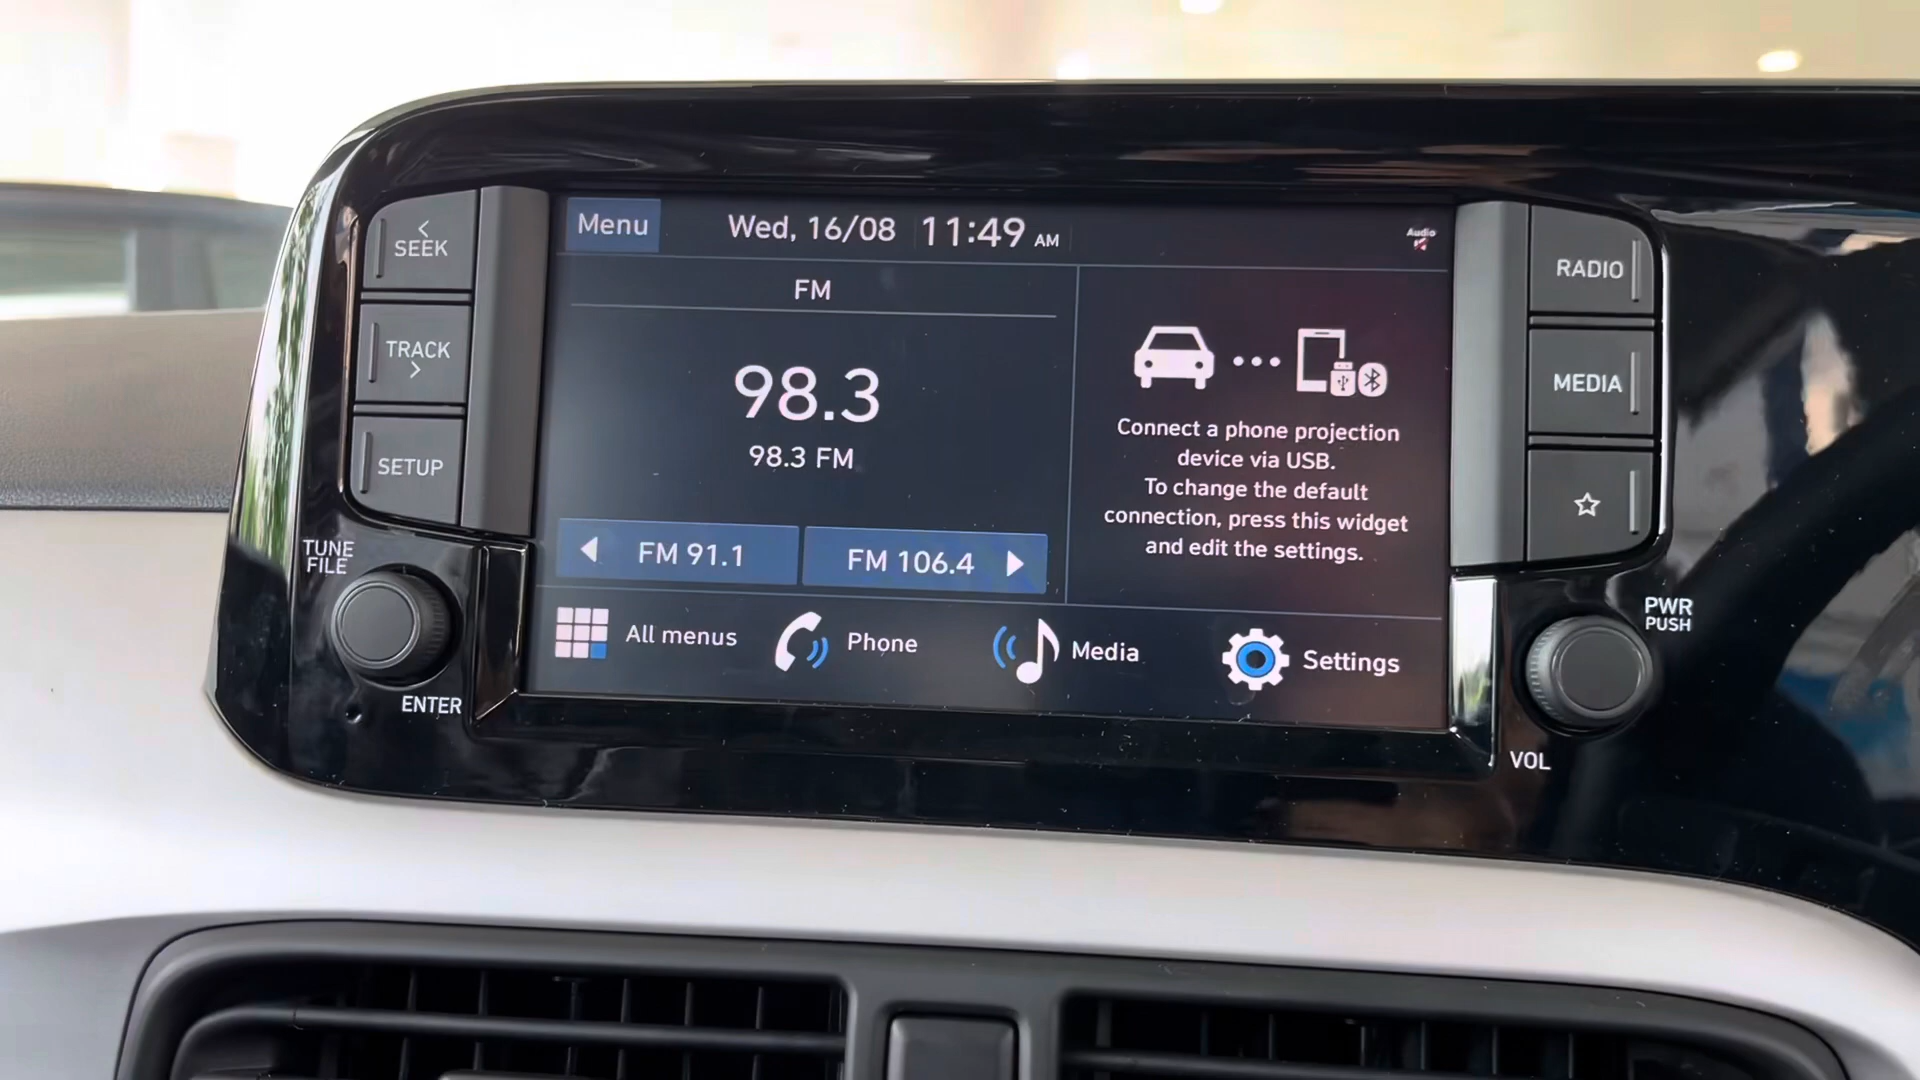 Menu
Wed, 16/08 11:49 AM
Audio
FM
98.3
98.3 FM
FM 91.1
FM 106.4
Connect a phone projection
device via USB.
To change the default
connection, press this widget
and edit the settings.
All menus
Phone
Media
Settings
SEEK
TRACK
SETUP
TUNE
FILE
ENTER
RADIO
MEDIA
PWR
PUSH
VOL